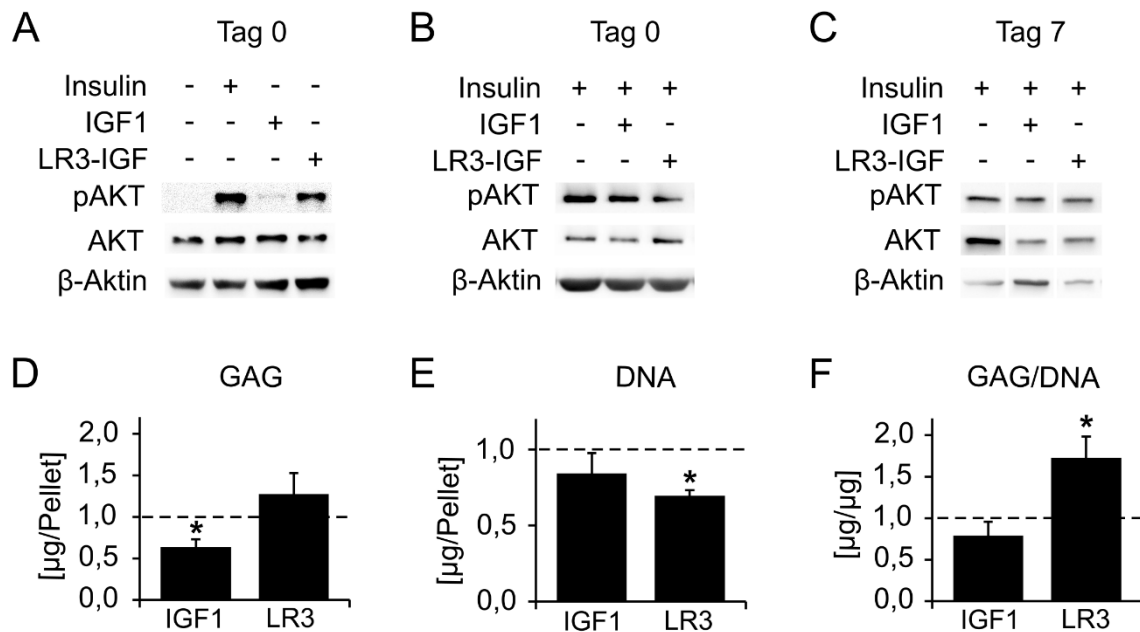 A Tag 0
Insulin - + - -
IGF1 - - + -
LR3-IGF - - - +
pAKT
AKT
β-Aktin
B Tag 0
Insulin + + +
IGF1 - + -
LR3-IGF - - +
pAKT
AKT
β-Aktin
C Tag 7
Insulin + + +
IGF1 - + -
LR3-IGF - - +
pAKT
AKT
β-Aktin
D GAG
[µg/Pellet]
2,0
1,5
1,0
0,5
0,0
*
IGF1 LR3
E DNA
[µg/Pellet]
1,0
0,5
0,0
*
IGF1 LR3
F GAG/DNA
[µg/µg]
2,0
1,5
1,0
0,5
0,0
*
IGF1 LR3